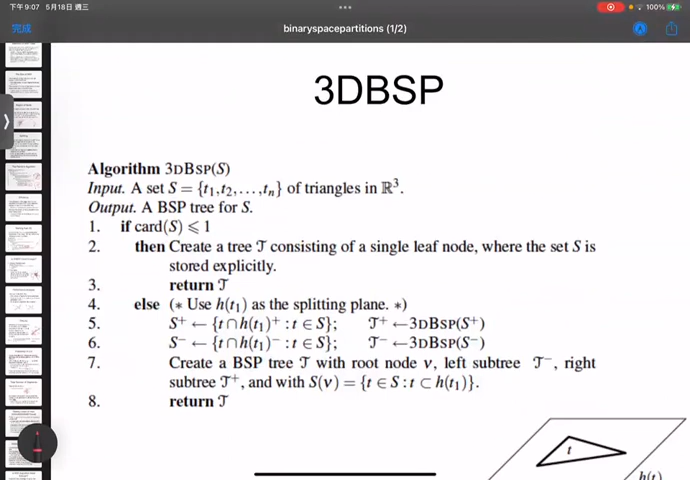 下午9:07 5月18日 週三
100%
完成
binaryspacepartitions (1/2)
3DBSP
Algorithm 3DBSP(S)
Input. A set S = {t₁,t₂,…,tₙ} of triangles in ℝ³.
Output. A BSP tree for S.
1. if card(S) ⩽ 1
2. then Create a tree 𝒯 consisting of a single leaf node, where the set S is
stored explicitly.
3. return 𝒯
4. else (∗ Use h(t₁) as the splitting plane. ∗)
5. S⁺ ← {t ∩ h(t₁)⁺ : t ∈ S}; 𝒯⁺ ← 3DBSP(S⁺)
6. S⁻ ← {t ∩ h(t₁)⁻ : t ∈ S}; 𝒯⁻ ← 3DBSP(S⁻)
7. Create a BSP tree 𝒯 with root node ν, left subtree 𝒯⁻, right
subtree 𝒯⁺, and with S(ν) = {t ∈ S : t ⊂ h(t₁)}.
8. return 𝒯
t
h(t)